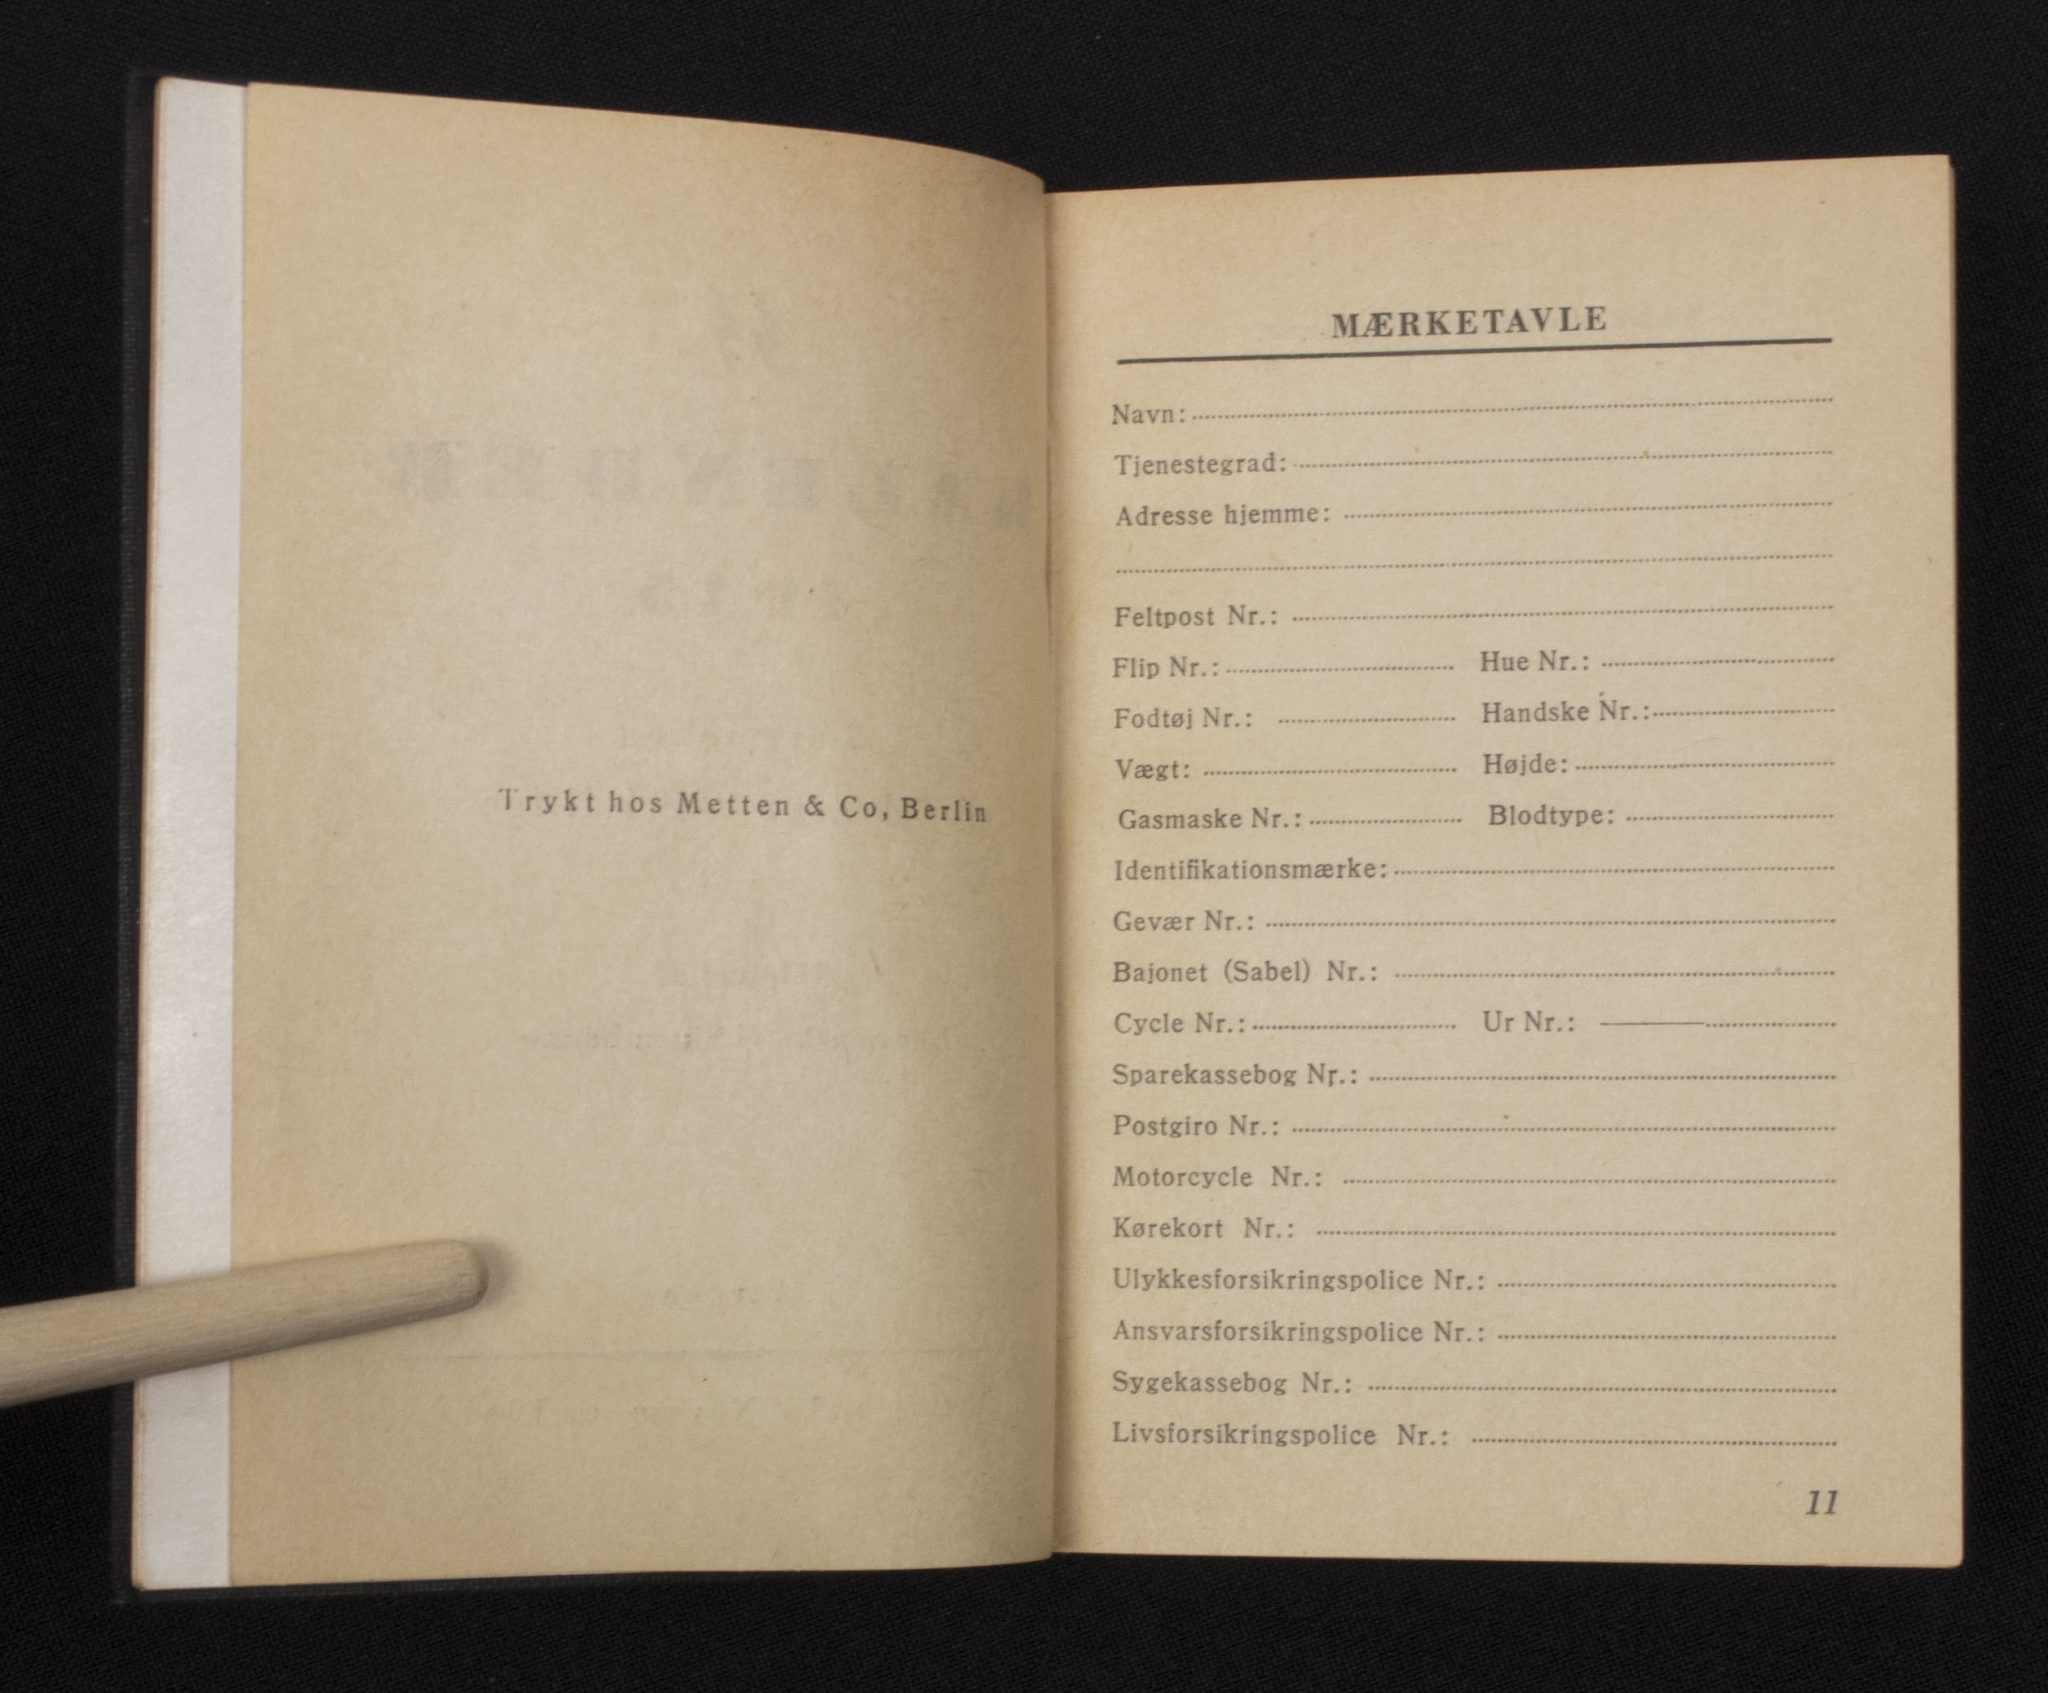 Trykt hos Metten & Co, Berlin
MÆRKETAVLE
Navn:
Tjenestegrad:
Adresse hjemme:
Feltpost Nr.:
Flip Nr.: Hue Nr.:
Fodtøj Nr.: Handske Nr.:
Vægt: Højde:
Gasmaske Nr.: Blodtype:
Identifikationsmærke:
Gevær Nr.:
Bajonet (Sabel) Nr.:
Cycle Nr.: Ur Nr.:
Sparekassebog Nr.:
Postgiro Nr.:
Motorcycle Nr.:
Kørekort Nr.:
Ulykkesforsikringspolice Nr.:
Ansvarsforsikringspolice Nr.:
Sygekassebog Nr.:
Livsforsikringspolice Nr.:
11